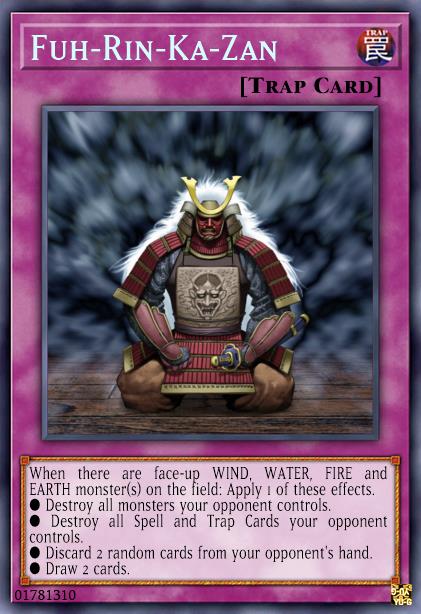 Fuh-Rin-Ka-Zan
TRAP
罠
[Trap Card]
When there are face-up WIND, WATER, FIRE and
EARTH monster(s) on the field: Apply 1 of these effects.
● Destroy all monsters your opponent controls.
● Destroy all Spell and Trap Cards your opponent
controls.
● Discard 2 random cards from your opponent's hand.
● Draw 2 cards.
01781310